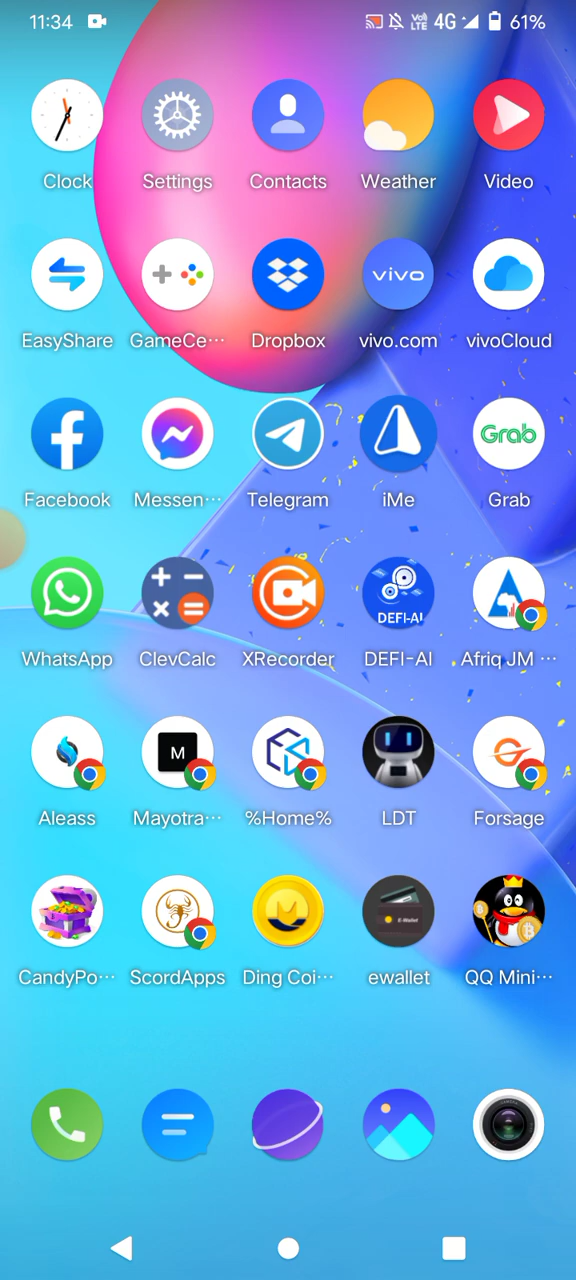 11:34 Vo) LTE 4G 61%
Clock Settings Contacts Weather Video
vivo
EasyShare GameCe··· Dropbox vivo.com vivoCloud
Grab
Facebook Messen··· Telegram iMe Grab
DEFI-AI
WhatsApp ClevCalc XRecorder DEFI-AI Afriq JM ···
M
Aleass Mayotra··· %Home% LDT Forsage
E-Wallet
CandyPo··· ScordApps Ding Coi··· ewallet QQ Mini···